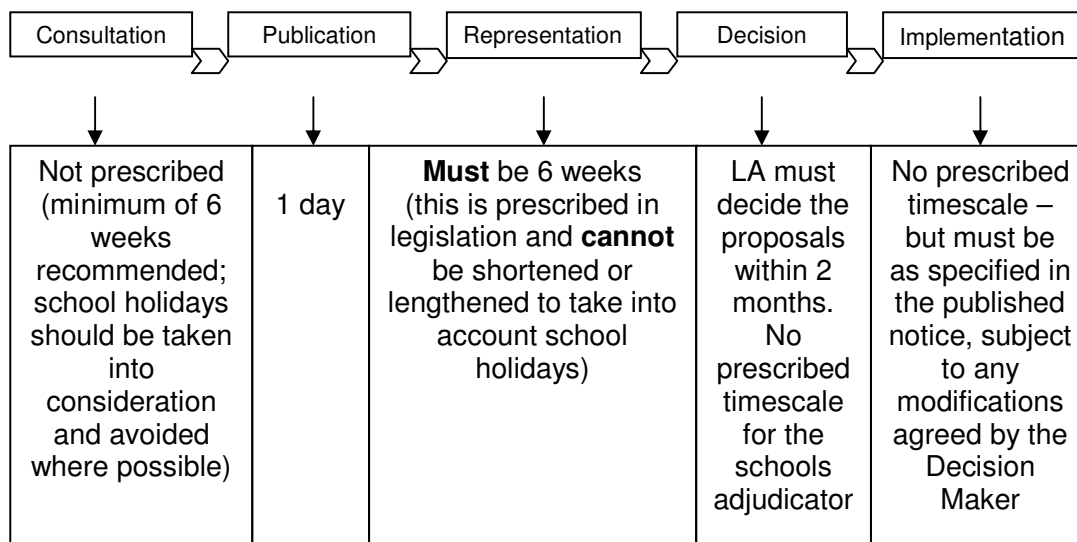 Consultation
Publication
Representation
Decision
Implementation
Not prescribed
(minimum of 6
weeks
recommended;
school holidays
should be taken
into
consideration
and avoided
where possible)
1 day
Must be 6 weeks
(this is prescribed in
legislation and cannot
be shortened or
lengthened to take into
account school
holidays)
LA must
decide the
proposals
within 2
months.
No
prescribed
timescale
for the
schools
adjudicator
No prescribed
timescale –
but must be
as specified in
the published
notice, subject
to any
modifications
agreed by the
Decision
Maker